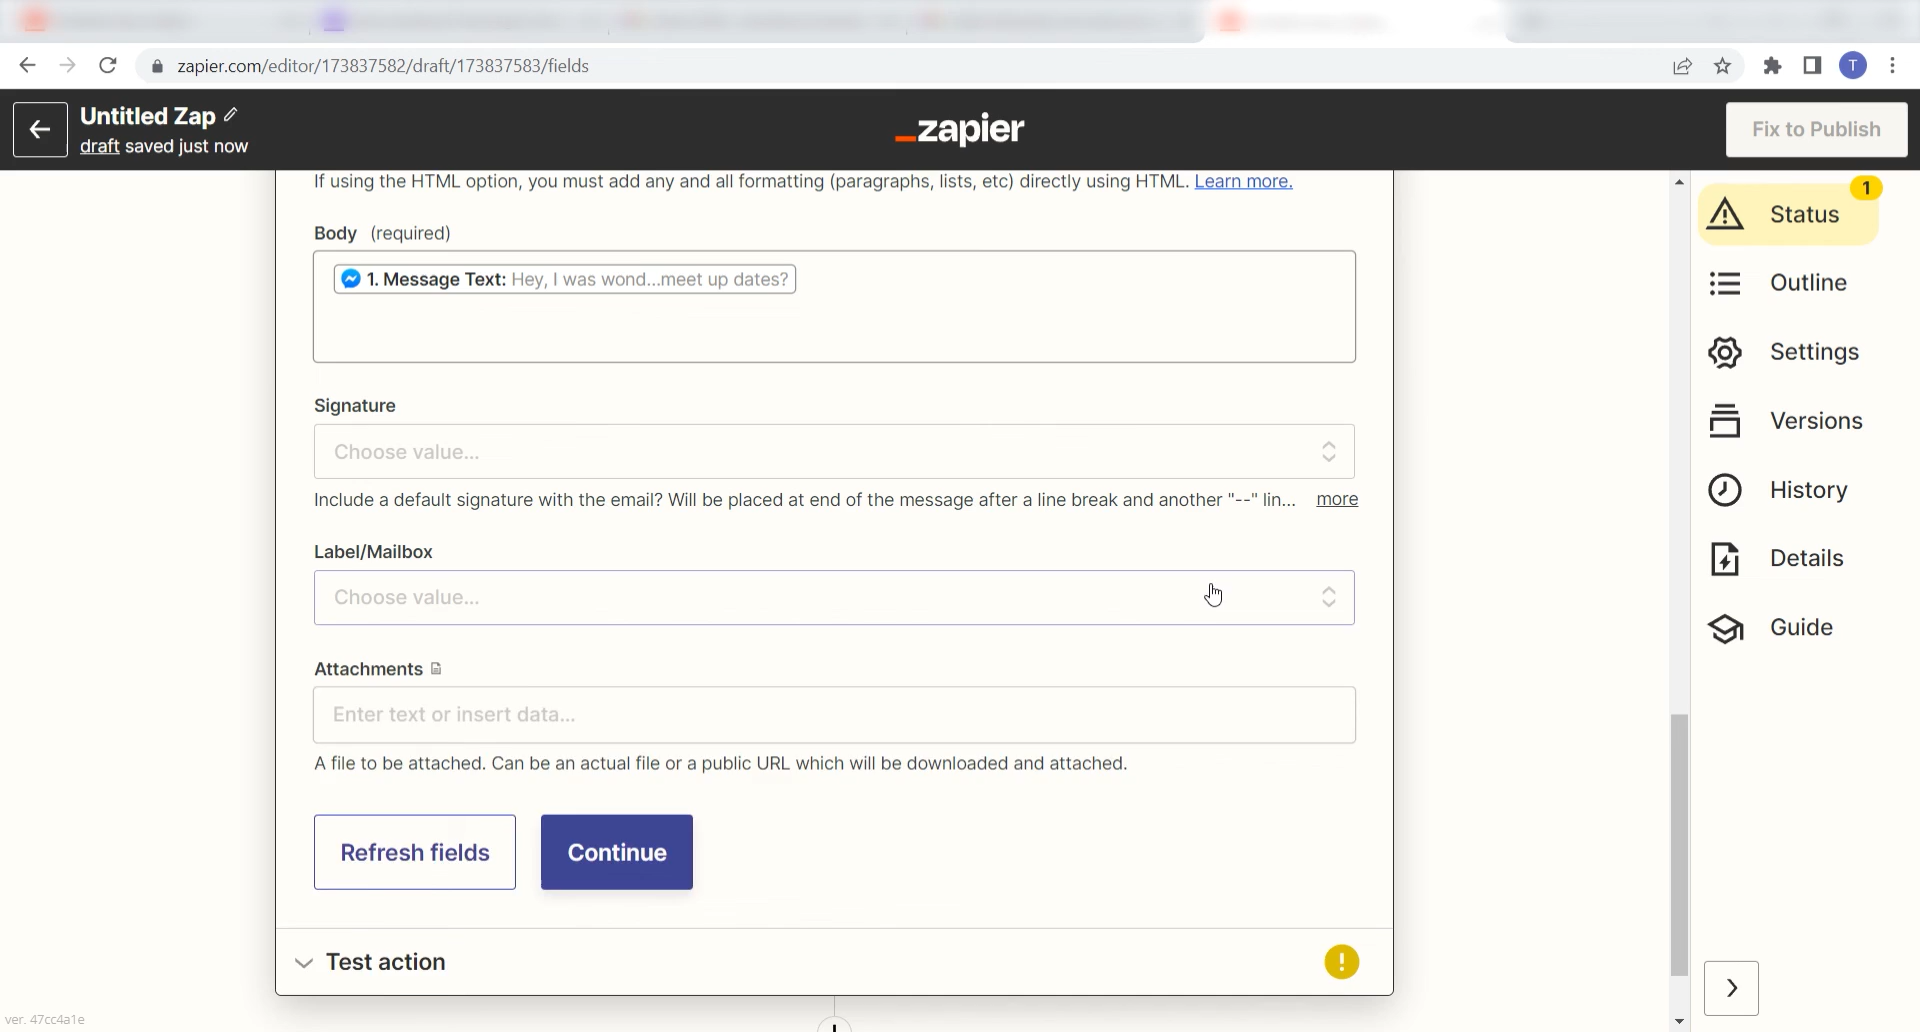 zapier.com/editor/173837582/draft/173837583/fields
T
Untitled Zap
draft saved just now
_zapier
Fix to Publish
If using the HTML option, you must add any and all formatting (paragraphs, lists, etc) directly using HTML. Learn more.
Body (required)
1. Message Text: Hey, I was wond...meet up dates?
Signature
Choose value...
Include a default signature with the email? Will be placed at end of the message after a line break and another "--" lin... more
Label/Mailbox
Choose value...
Attachments
Enter text or insert data...
A file to be attached. Can be an actual file or a public URL which will be downloaded and attached.
Refresh fields
Continue
Test action
!
1
Status
Outline
Settings
Versions
History
Details
Guide
ver. 47cc4a1e